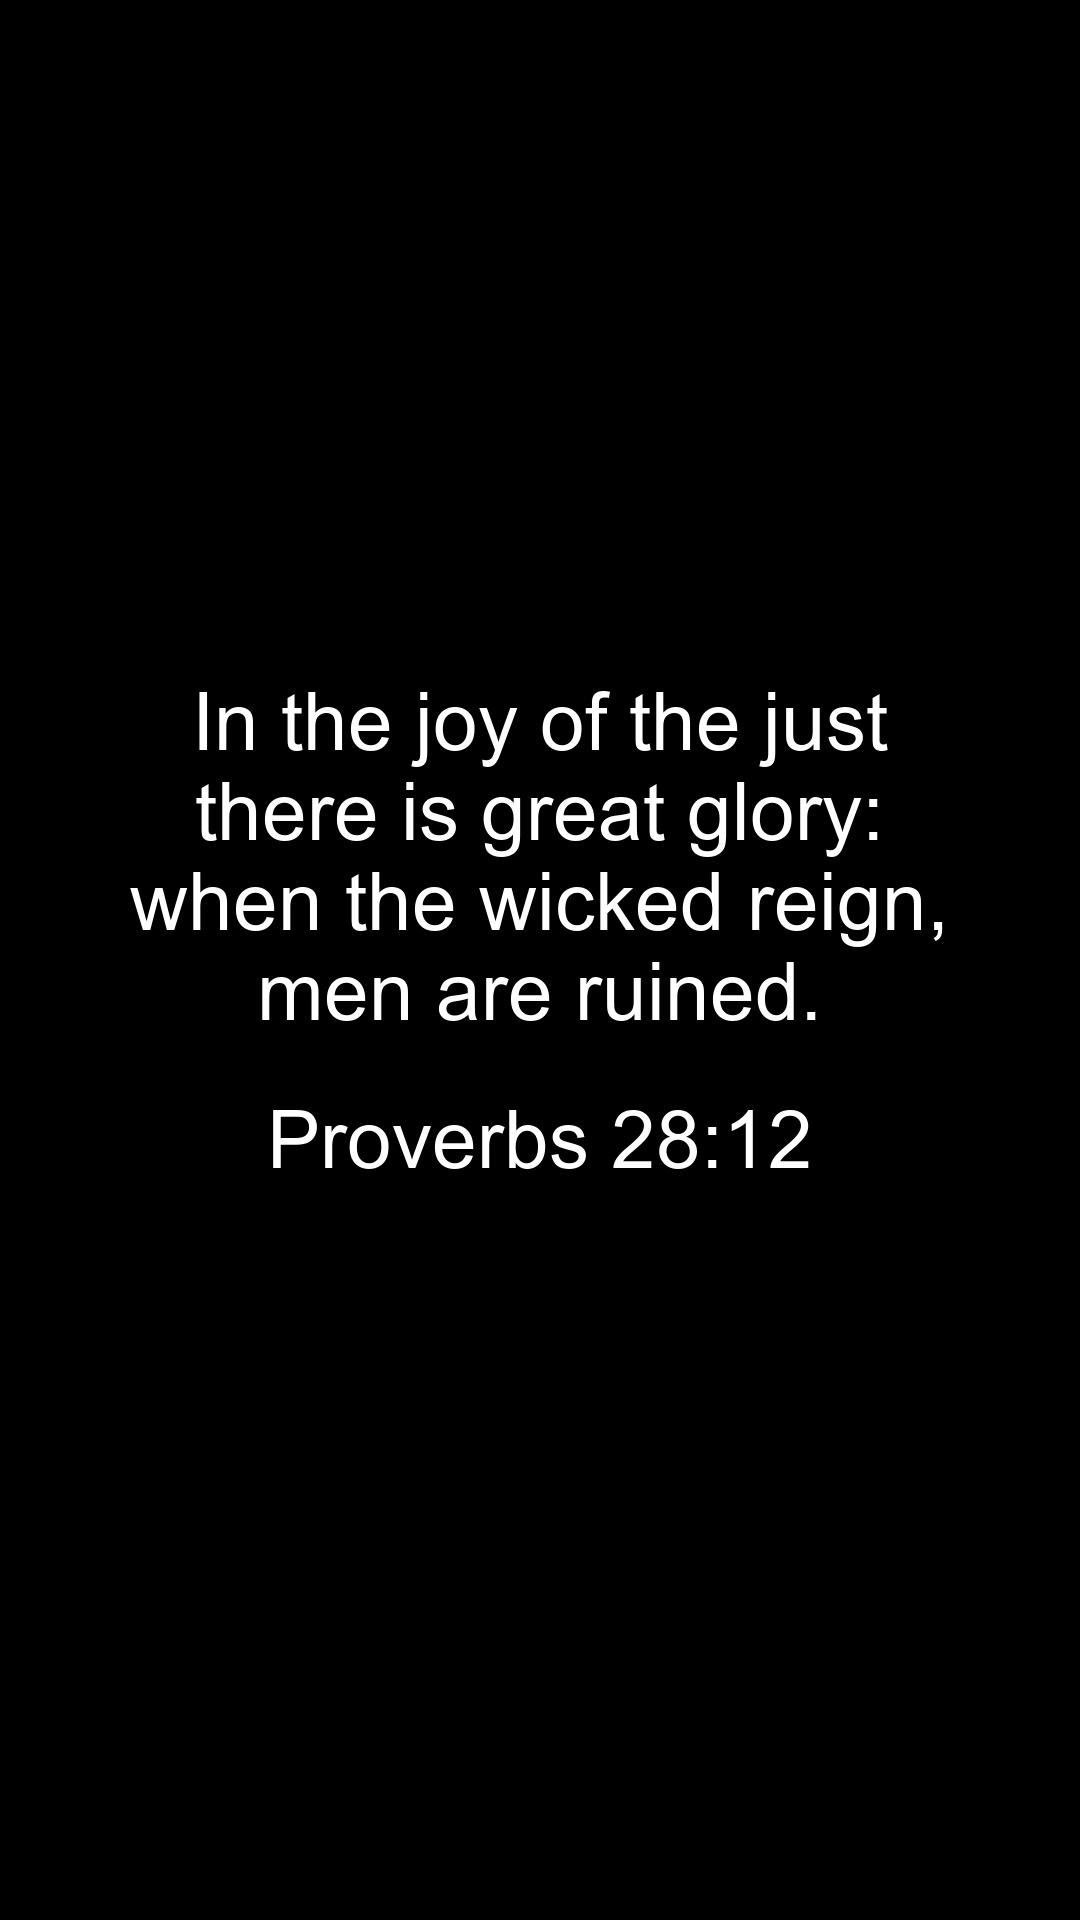 In the joy of the just
there is great glory:
when the wicked reign,
men are ruined.
Proverbs 28:12